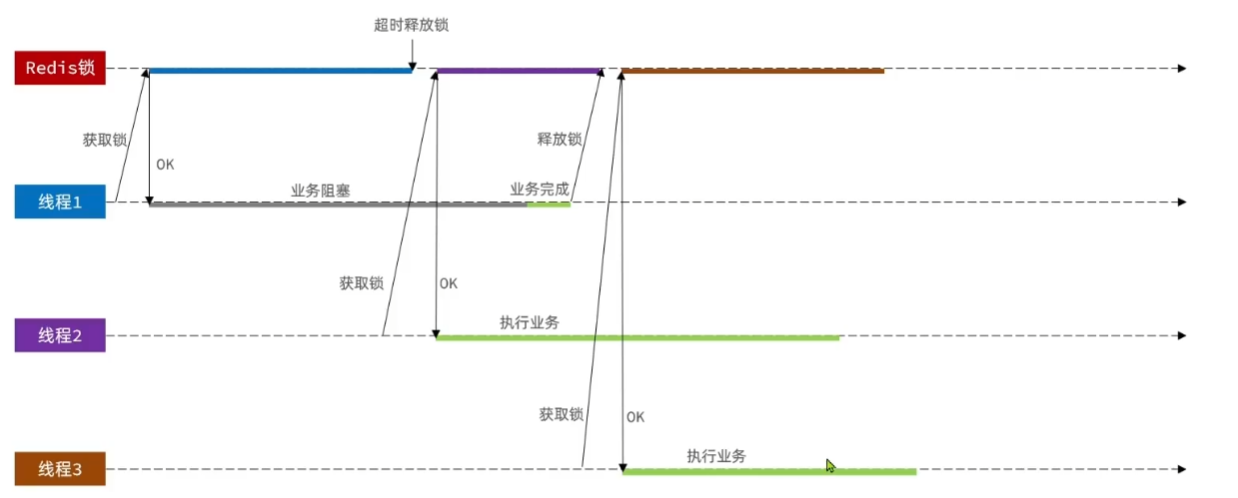 超时释放锁
Redis锁
获取锁
OK
释放锁
线程1
业务阻塞
业务完成
获取锁
OK
线程2
执行业务
获取锁
OK
线程3
执行业务